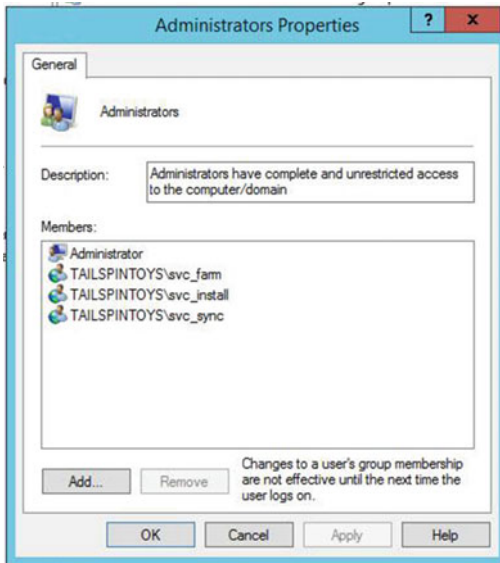 Administrators Properties
?
x
General
Administrators
Description:
Administrators have complete and unrestricted access
to the computer/domain
Members:
Administrator
TAILSPINTOYS\svc_farm
TAILSPINTOYS\svc_install
TAILSPINTOYS\svc_sync
Add...
Remove
Changes to a user's group membership
are not effective until the next time the
user logs on.
OK
Cancel
Apply
Help